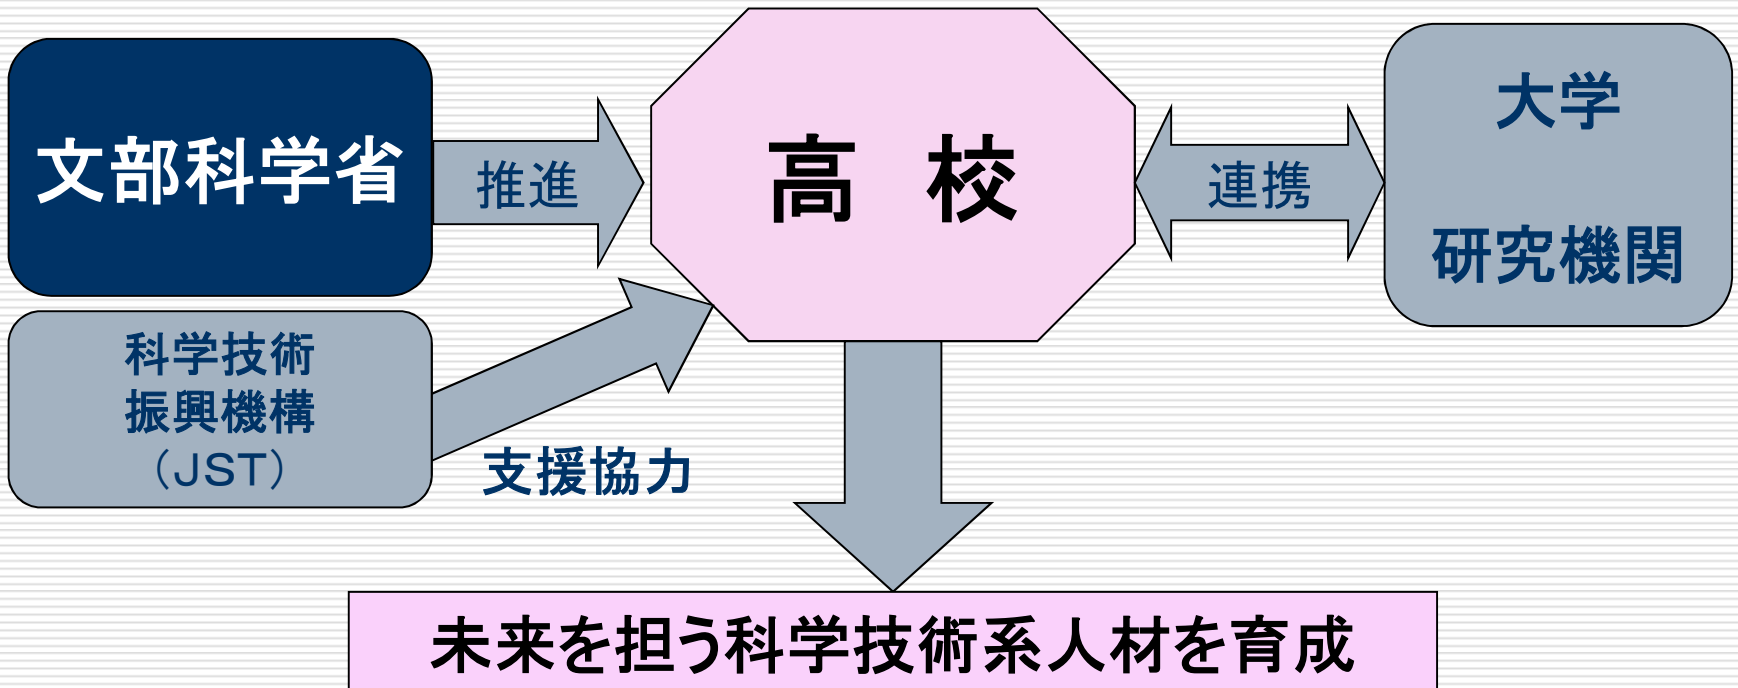 文部科学省
推進
高　校
連携
大学
研究機関
科学技術
振興機構
（JST）
支援協力
未来を担う科学技術系人材を育成